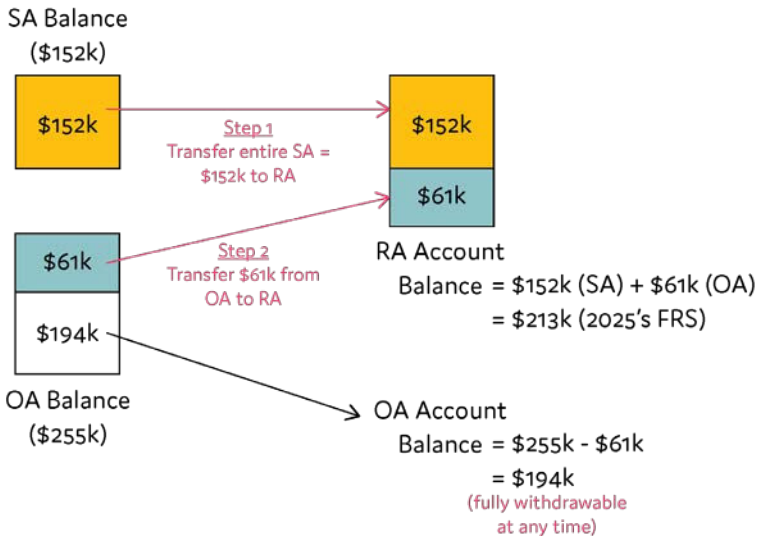 SA Balance
($152k)
$152k
Step 1
Transfer entire SA =
$152k to RA
$152k
$61k
$61k
Step 2
Transfer $61k from
OA to RA
RA Account
Balance = $152k (SA) + $61k (OA)
= $213k (2025's FRS)
$194k
OA Balance
($255k)
OA Account
Balance = $255k - $61k
= $194k
(fully withdrawable
at any time)